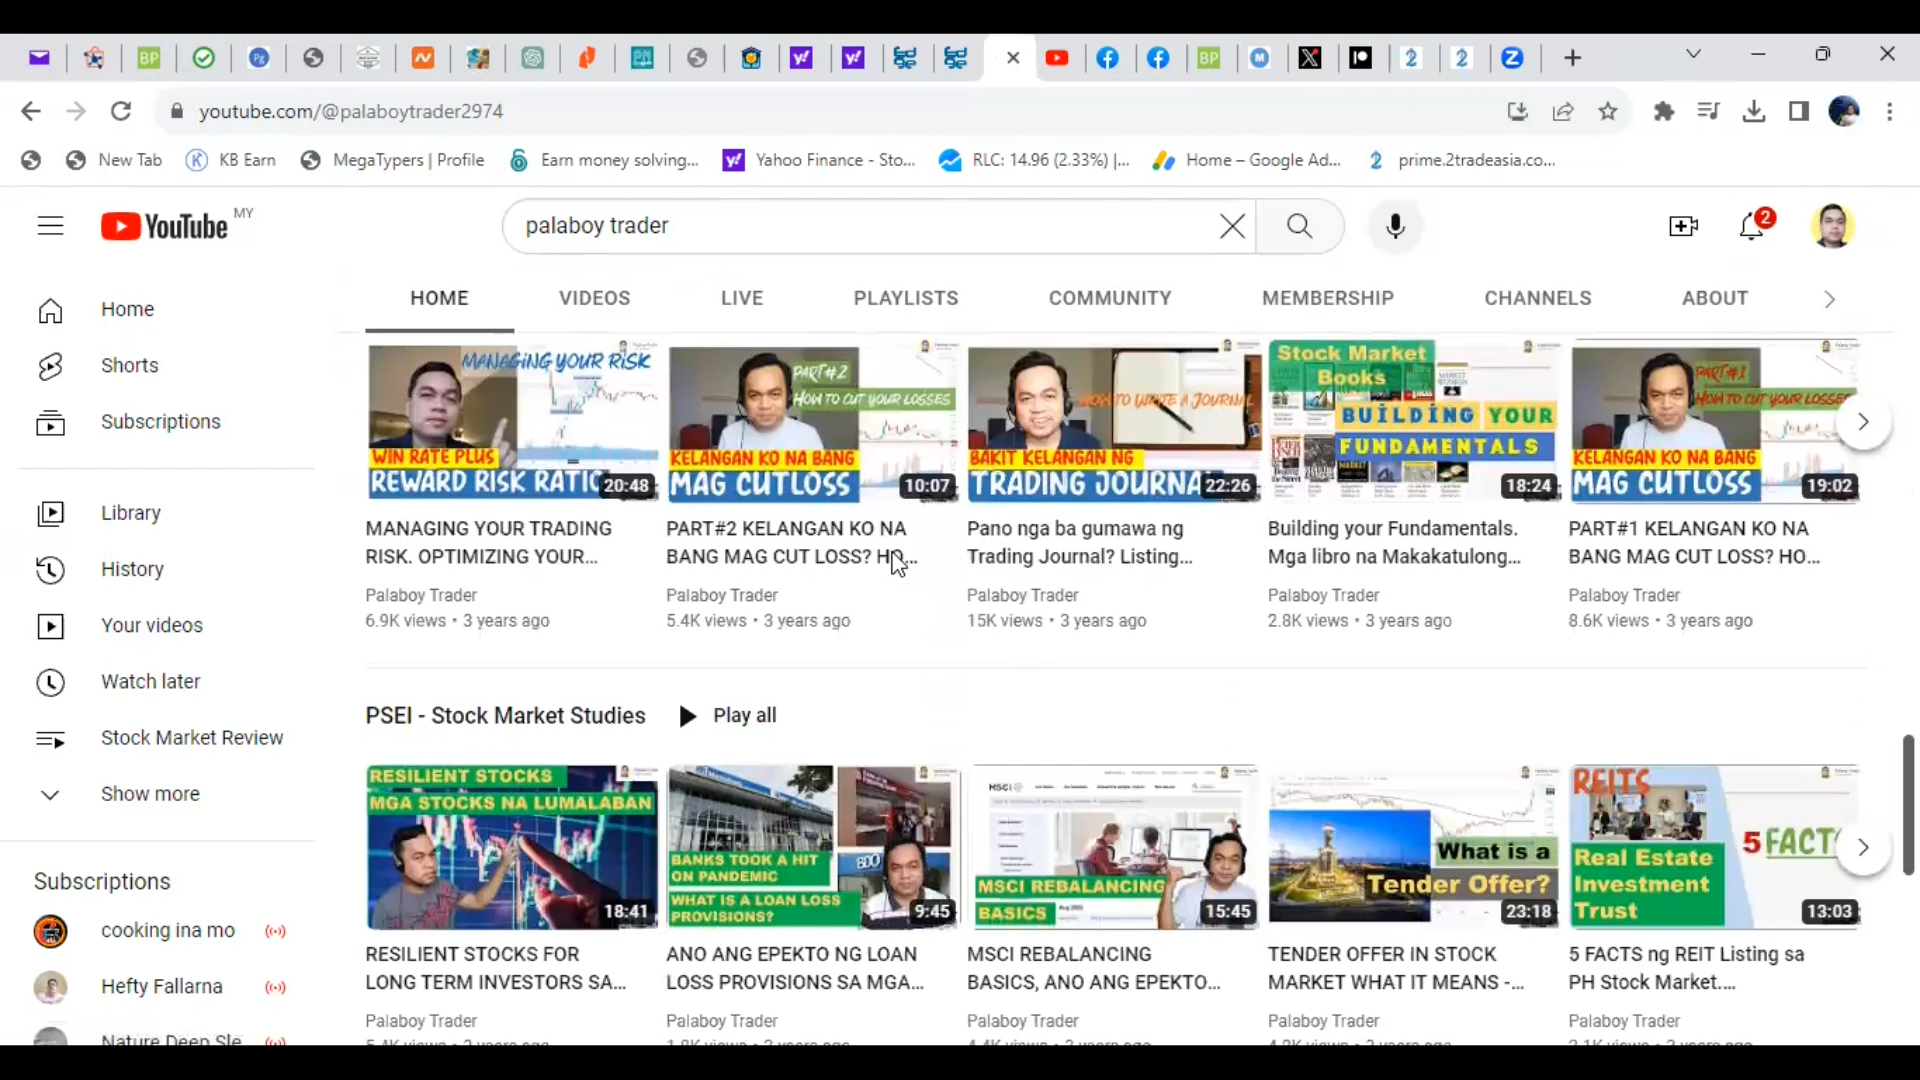 youtube.com/@palaboytrader2974
New Tab
KB Earn
MegaTypers | Profile
Earn money solving...
Yahoo Finance - Sto...
RLC: 14.96 (2.33%) |...
Home – Google Ad...
prime.2tradeasia.co...
YouTube MY
palaboy trader
2
HOME VIDEOS LIVE PLAYLISTS COMMUNITY MEMBERSHIP CHANNELS ABOUT
Home
Shorts
Subscriptions
Library
History
Your videos
Watch later
Stock Market Review
Show more
Subscriptions
cooking ina mo
Hefty Fallarna
Nature Deep Sle
MANAGING YOUR RISK
WIN RATE PLUS
REWARD RISK RATIO
20:48
MANAGING YOUR TRADING
RISK. OPTIMIZING YOUR...
Palaboy Trader
6.9K views • 3 years ago
PART#2
HOW TO CUT YOUR LOSSES
KELANGAN KO NA BANG
MAG CUTLOSS
10:07
PART#2 KELANGAN KO NA
BANG MAG CUT LOSS? HO...
Palaboy Trader
5.4K views • 3 years ago
HOW TO WRITE A JOURNAL
BAKIT KELANGAN NG
TRADING JOURNA
22:26
Pano nga ba gumawa ng
Trading Journal? Listing...
Palaboy Trader
15K views • 3 years ago
Stock Market
Books
BUILDING YOUR
FUNDAMENTALS
18:24
Building your Fundamentals.
Mga libro na Makakatulong...
Palaboy Trader
2.8K views • 3 years ago
PART#1
HOW TO CUT YOUR LOSSES
KELANGAN KO NA BANG
MAG CUTLOSS
19:02
PART#1 KELANGAN KO NA
BANG MAG CUT LOSS? HO...
Palaboy Trader
8.6K views • 3 years ago
PSEI - Stock Market Studies
Play all
RESILIENT STOCKS
MGA STOCKS NA LUMALABAN
18:41
RESILIENT STOCKS FOR
LONG TERM INVESTORS SA...
Palaboy Trader
BDO
BANKS TOOK A HIT
ON PANDEMIC
WHAT IS A LOAN LOSS
PROVISIONS?
9:45
ANO ANG EPEKTO NG LOAN
LOSS PROVISIONS SA MGA...
Palaboy Trader
MSCI
MSCI REBALANCING
BASICS
15:45
MSCI REBALANCING
BASICS, ANO ANG EPEKTO...
Palaboy Trader
What is a
Tender Offer?
23:18
TENDER OFFER IN STOCK
MARKET WHAT IT MEANS -...
Palaboy Trader
REITS
5 FACT
Real Estate
Investment
Trust
13:03
5 FACTS ng REIT Listing sa
PH Stock Market....
Palaboy Trader